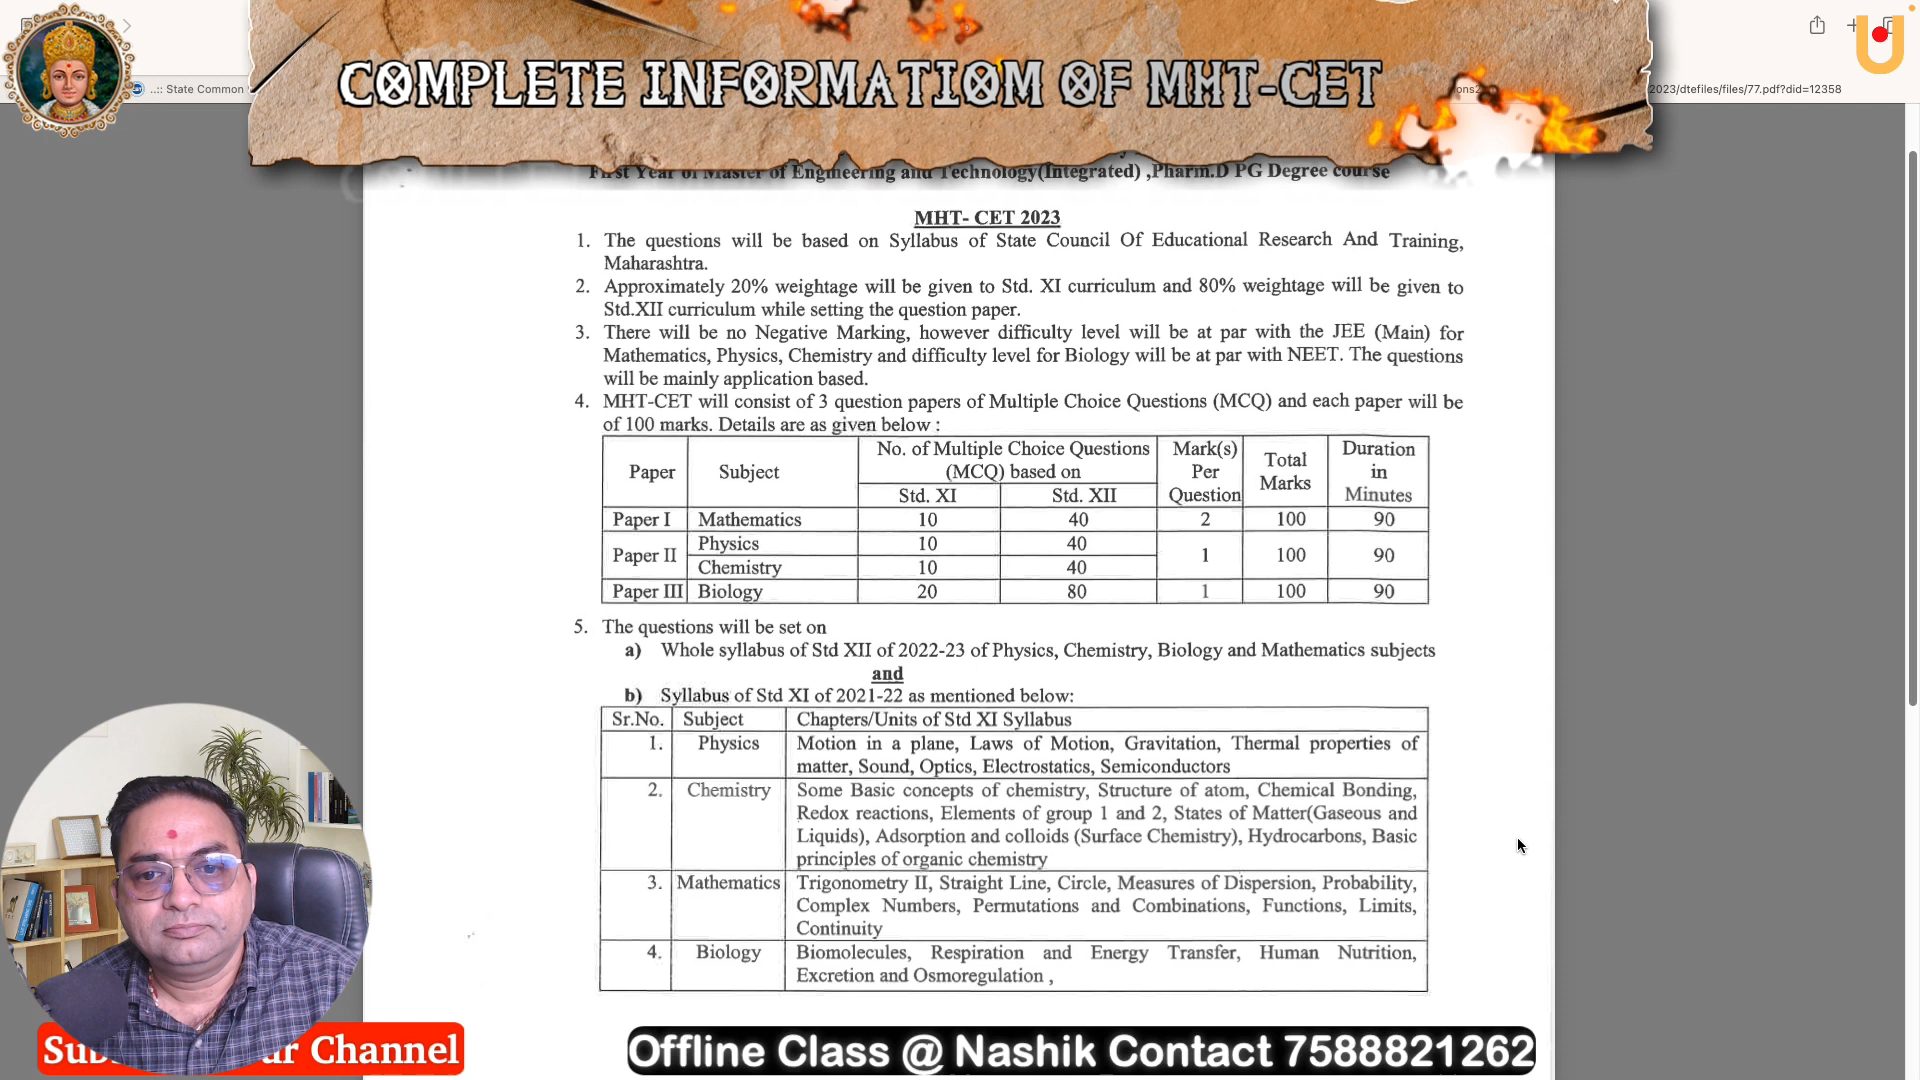 COMPLETE INFORMATION OF MHT-CET
..:: State Common
2023/dtefiles/files/77.pdf?did=12358
First Year of Master of Engineering and Technology(Integrated) ,Pharm.D PG Degree course
MHT- CET 2023
1. The questions will be based on Syllabus of State Council Of Educational Research And Training,
Maharashtra.
2. Approximately 20% weightage will be given to Std. XI curriculum and 80% weightage will be given to
Std.XII curriculum while setting the question paper.
3. There will be no Negative Marking, however difficulty level will be at par with the JEE (Main) for
Mathematics, Physics, Chemistry and difficulty level for Biology will be at par with NEET. The questions
will be mainly application based.
4. MHT-CET will consist of 3 question papers of Multiple Choice Questions (MCQ) and each paper will be
of 100 marks. Details are as given below :
Paper Subject No. of Multiple Choice Questions (MCQ) based on Mark(s) Per Question Total Marks Duration in Minutes
Std. XI Std. XII
Paper I Mathematics 10 40 2 100 90
Paper II Physics 10 40 1 100 90
Chemistry 10 40
Paper III Biology 20 80 1 100 90
5. The questions will be set on
a) Whole syllabus of Std XII of 2022-23 of Physics, Chemistry, Biology and Mathematics subjects
and
b) Syllabus of Std XI of 2021-22 as mentioned below:
Sr.No. Subject Chapters/Units of Std XI Syllabus
1. Physics Motion in a plane, Laws of Motion, Gravitation, Thermal properties of
matter, Sound, Optics, Electrostatics, Semiconductors
2. Chemistry Some Basic concepts of chemistry, Structure of atom, Chemical Bonding,
Redox reactions, Elements of group 1 and 2, States of Matter(Gaseous and
Liquids), Adsorption and colloids (Surface Chemistry), Hydrocarbons, Basic
principles of organic chemistry
3. Mathematics Trigonometry II, Straight Line, Circle, Measures of Dispersion, Probability,
Complex Numbers, Permutations and Combinations, Functions, Limits,
Continuity
4. Biology Biomolecules, Respiration and Energy Transfer, Human Nutrition,
Excretion and Osmoregulation ,
Channel
Offline Class @ Nashik Contact 7588821262